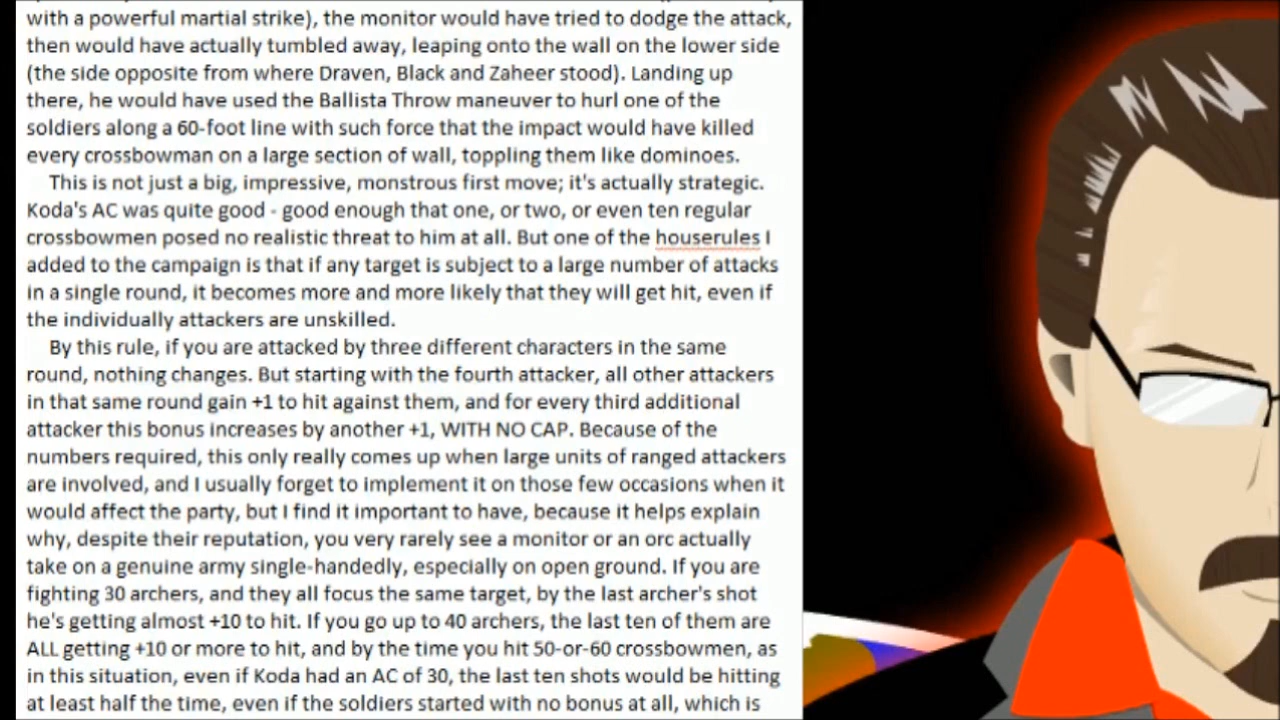 with a powerful martial strike), the monitor would have tried to dodge the attack,
then would have actually tumbled away, leaping onto the wall on the lower side
(the side opposite from where Draven, Black and Zaheer stood). Landing up
there, he would have used the Ballista Throw maneuver to hurl one of the
soldiers along a 60-foot line with such force that the impact would have killed
every crossbowman on a large section of wall, toppling them like dominoes.
This is not just a big, impressive, monstrous first move; it's actually strategic.
Koda's AC was quite good - good enough that one, or two, or even ten regular
crossbowmen posed no realistic threat to him at all. But one of the houserules I
added to the campaign is that if any target is subject to a large number of attacks
in a single round, it becomes more and more likely that they will get hit, even if
the individually attackers are unskilled.
By this rule, if you are attacked by three different characters in the same
round, nothing changes. But starting with the fourth attacker, all other attackers
in that same round gain +1 to hit against them, and for every third additional
attacker this bonus increases by another +1, WITH NO CAP. Because of the
numbers required, this only really comes up when large units of ranged attackers
are involved, and I usually forget to implement it on those few occasions when it
would affect the party, but I find it important to have, because it helps explain
why, despite their reputation, you very rarely see a monitor or an orc actually
take on a genuine army single-handedly, especially on open ground. If you are
fighting 30 archers, and they all focus the same target, by the last archer's shot
he's getting almost +10 to hit. If you go up to 40 archers, the last ten of them are
ALL getting +10 or more to hit, and by the time you hit 50-or-60 crossbowmen, as
in this situation, even if Koda had an AC of 30, the last ten shots would be hitting
at least half the time, even if the soldiers started with no bonus at all, which is